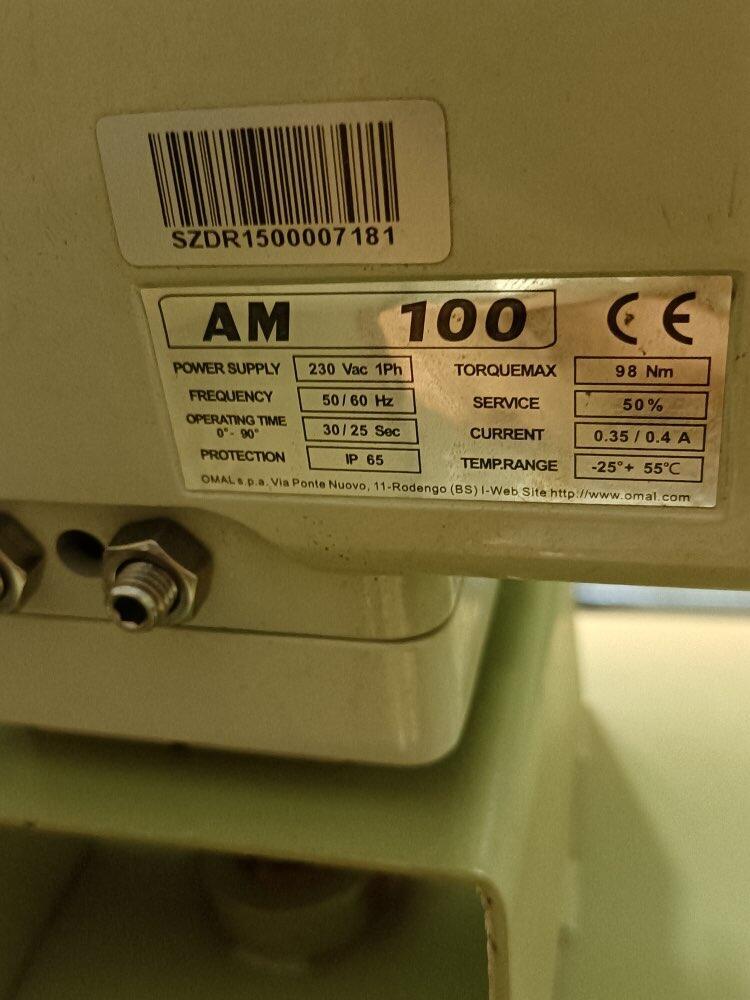 SZDR1500007181
AM 100 CE
POWER SUPPLY 230 Vac 1Ph TORQUEMAX 98 Nm
FREQUENCY 50/60 Hz SERVICE 50%
OPERATING TIME 0°- 90° 30/25 Sec CURRENT 0.35 / 0.4 A
PROTECTION IP 65 TEMP.RANGE -25°+ 55°C
OMAL s.p.a. Via Ponte Nuovo, 11-Rodengo (BS) I-Web Site http://www.omal.com